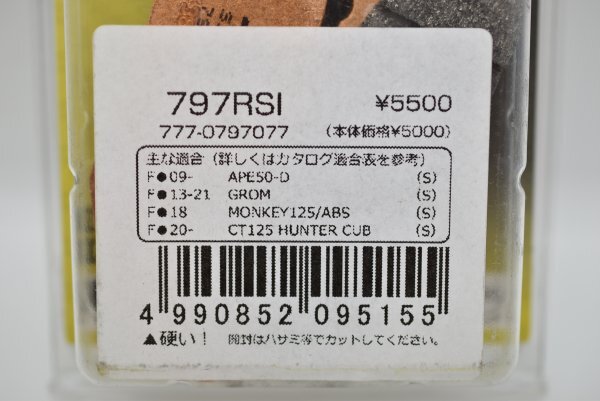 797RSI ¥5500
777-0797077 (本体価格¥5000)
主な適合 (詳しくはカタログ適合表を参考)
F●09- APE50-D (S)
F●13-21 GROM (S)
F●18 MONKEY125/ABS (S)
F●20- CT125 HUNTER CUB (S)
4 990852 095155
▲硬い! 開封はハサミ等でカットしてください。